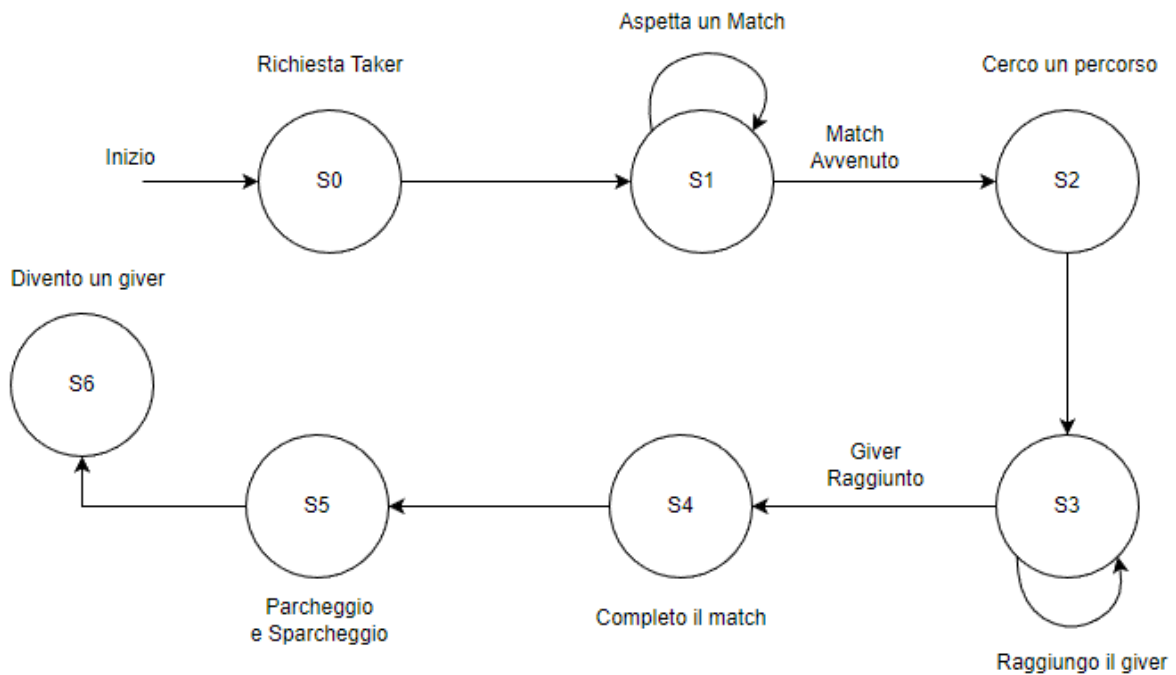 Aspetta un Match
Richiesta Taker
Cerco un percorso
Inizio
S0
S1
Match
Avvenuto
S2
Divento un giver
S6
S5
S4
Giver
Raggiunto
S3
Parcheggio
e Sparcheggio
Completo il match
Raggiungo il giver